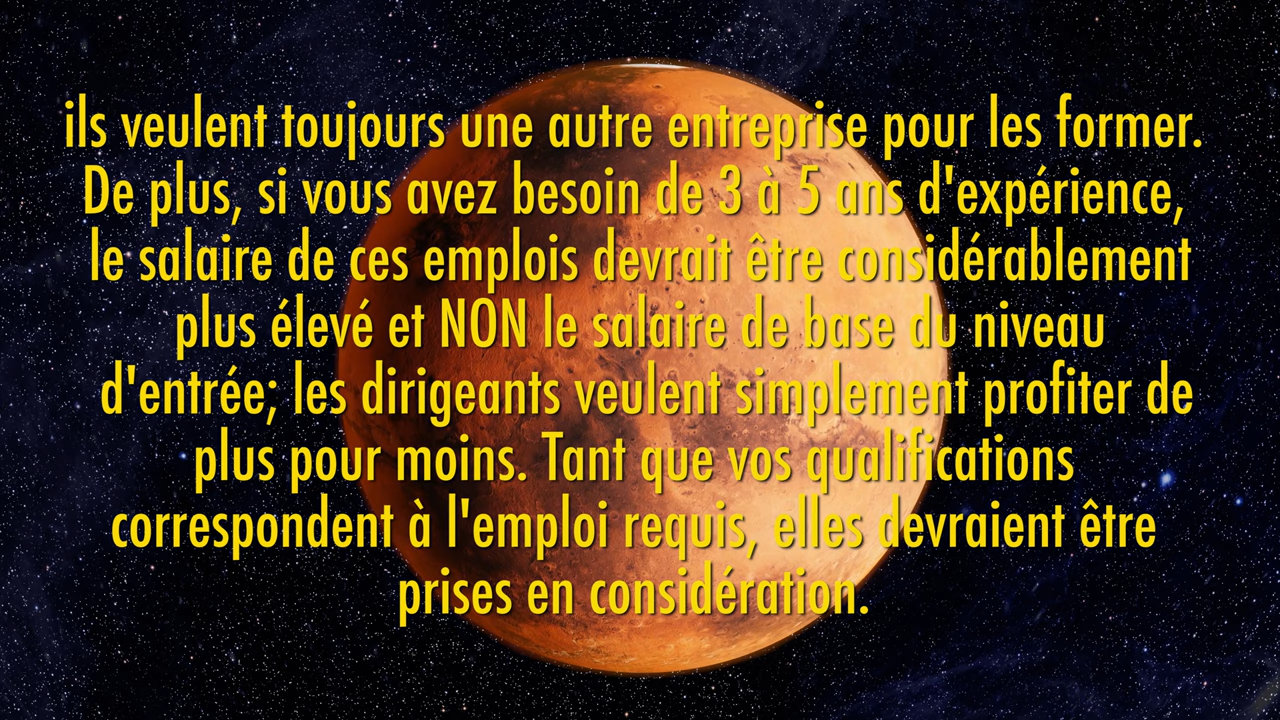 ils veulent toujours une autre entreprise pour les former.
De plus, si vous avez besoin de 3 à 5 ans d'expérience,
le salaire de ces emplois devrait être considérablement
plus élevé et NON le salaire de base du niveau
d'entrée; les dirigeants veulent simplement profiter de
plus pour moins. Tant que vos qualifications
correspondent à l'emploi requis, elles devraient être
prises en considération.